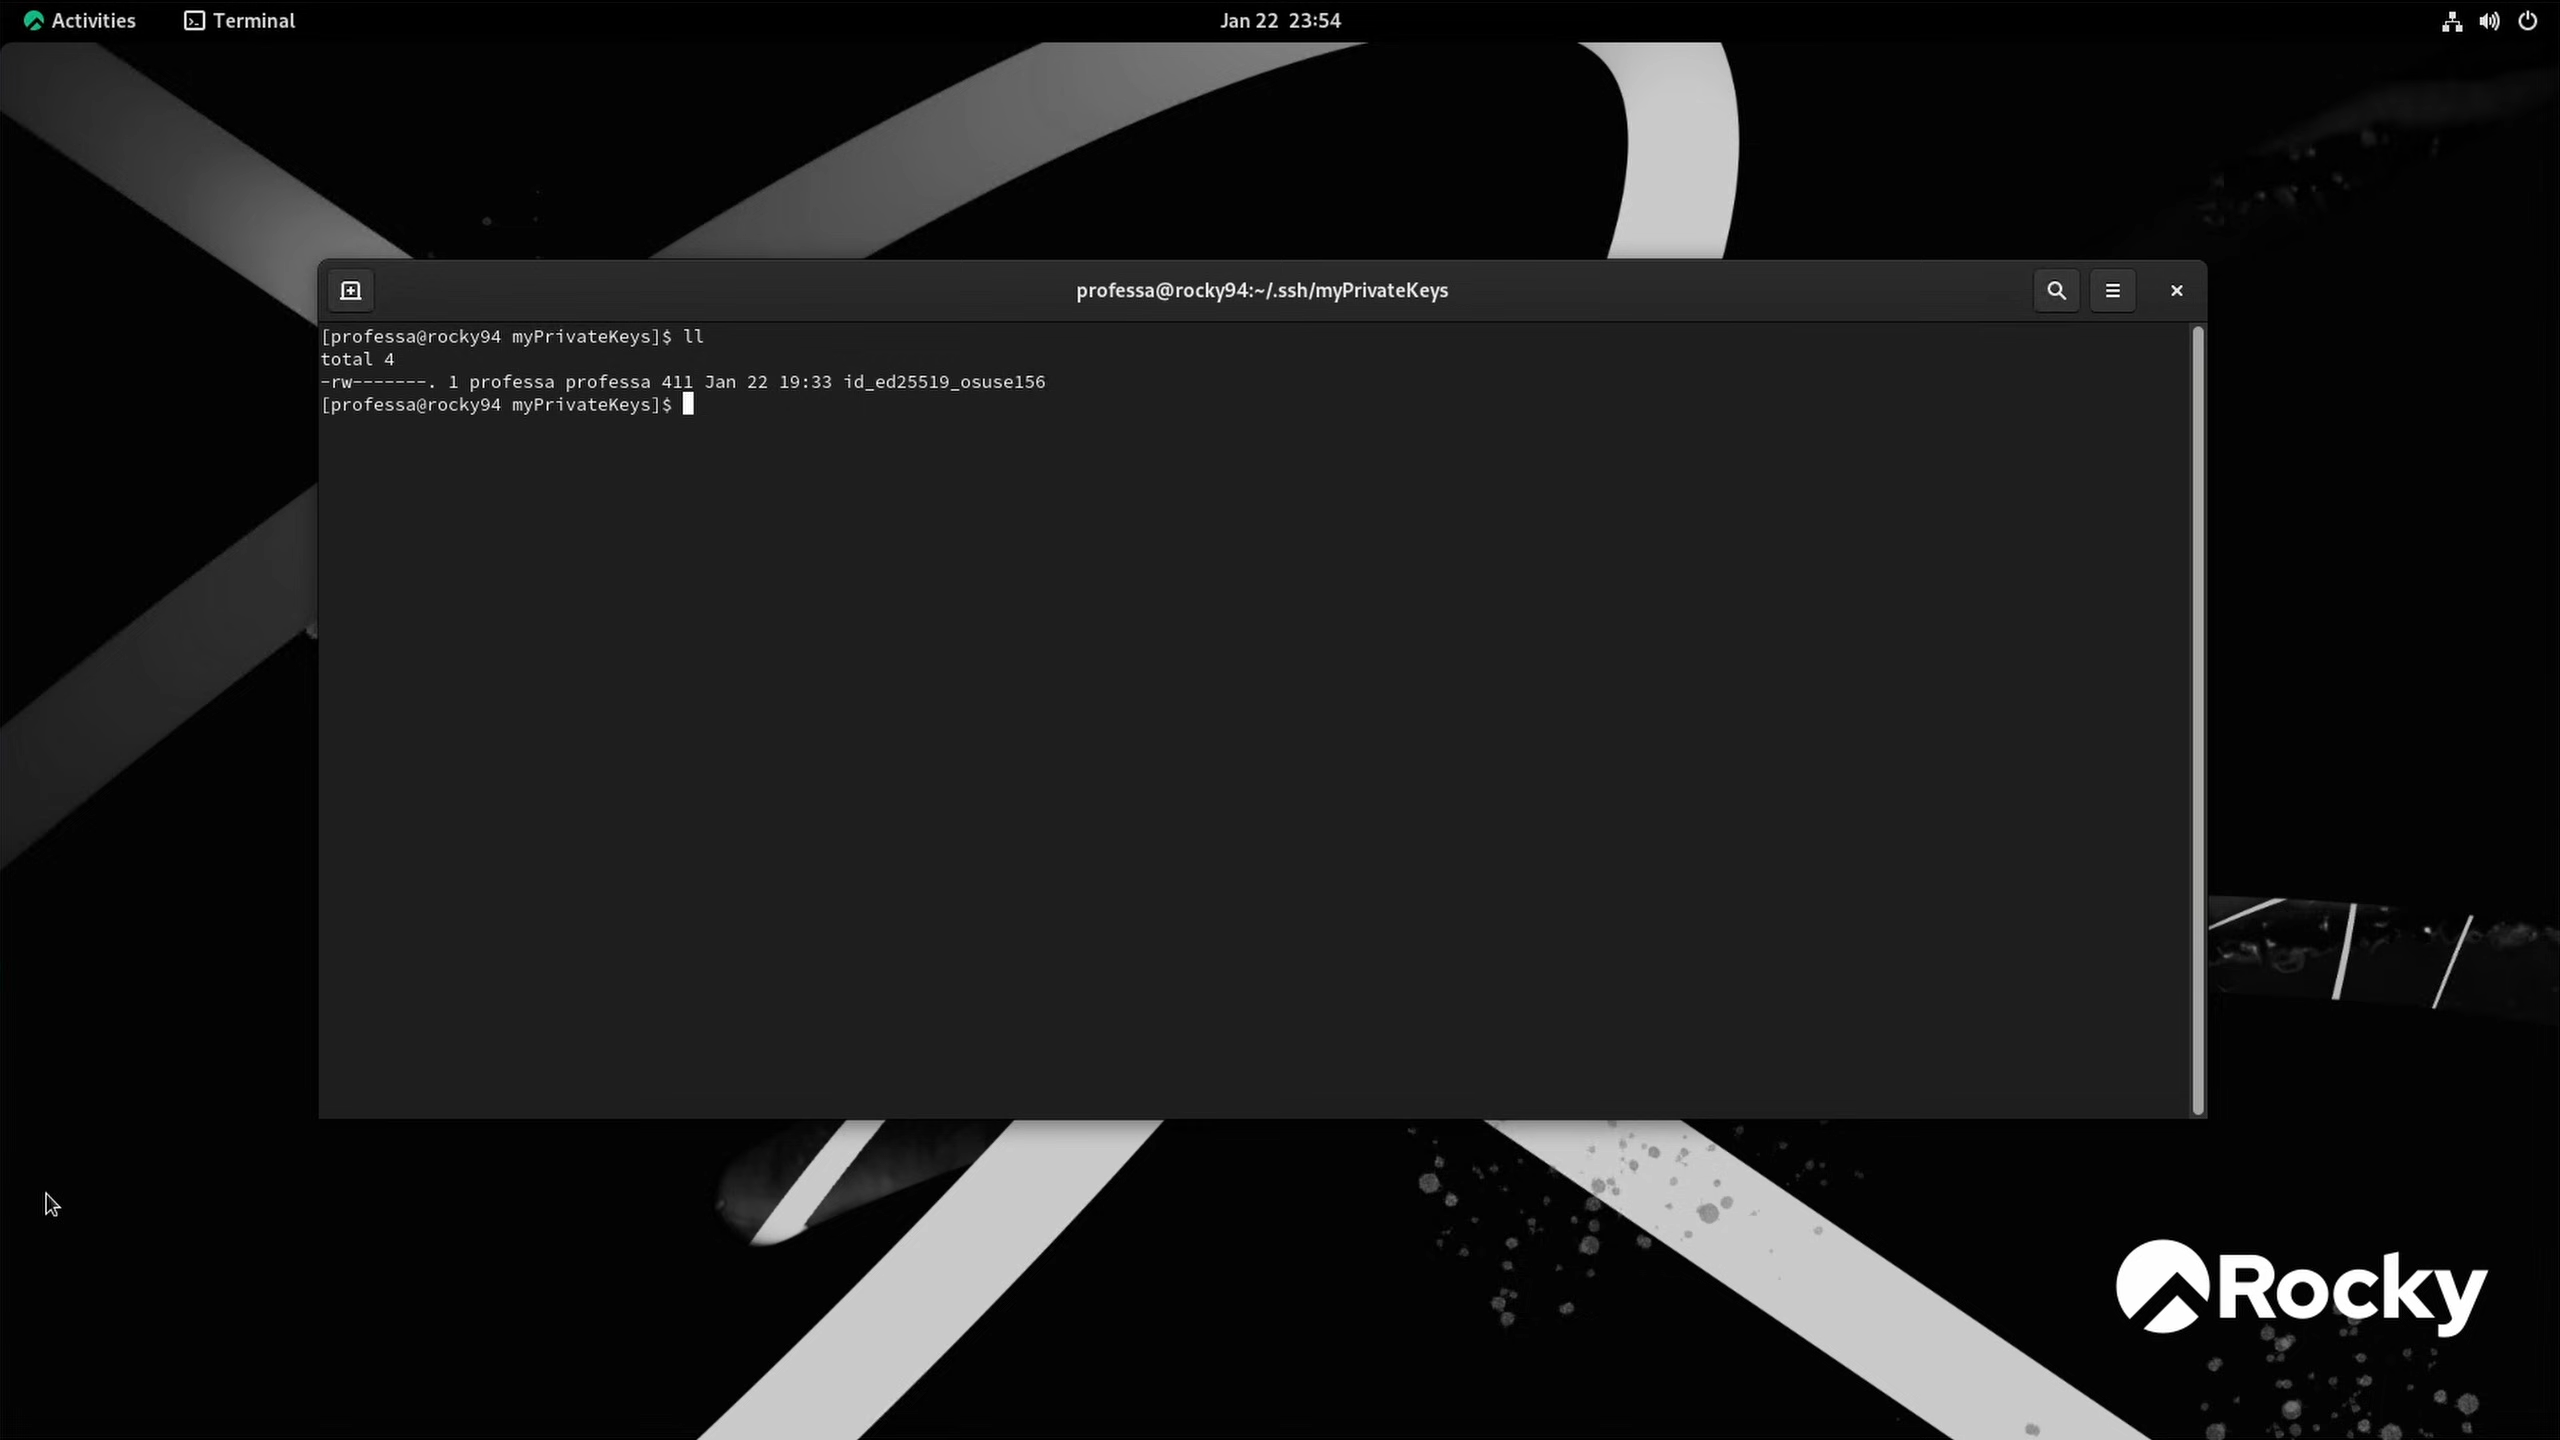 Activities Terminal Jan 22 23:54
professa@rocky94:~/.ssh/myPrivateKeys
[professa@rocky94 myPrivateKeys]$ ll
total 4
-rw-------. 1 professa professa 411 Jan 22 19:33 id_ed25519_osuse156
[professa@rocky94 myPrivateKeys]$
Rocky